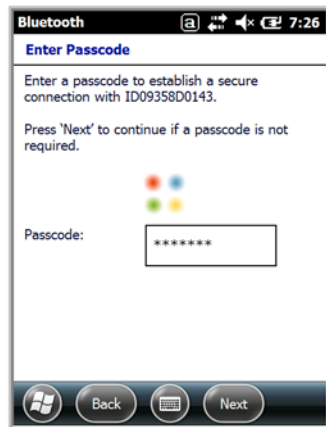 Bluetooth a 7:26
Enter Passcode
Enter a passcode to establish a secure
connection with ID09358D0143.
Press 'Next' to continue if a passcode is not
required.
Passcode: *******
Back Next